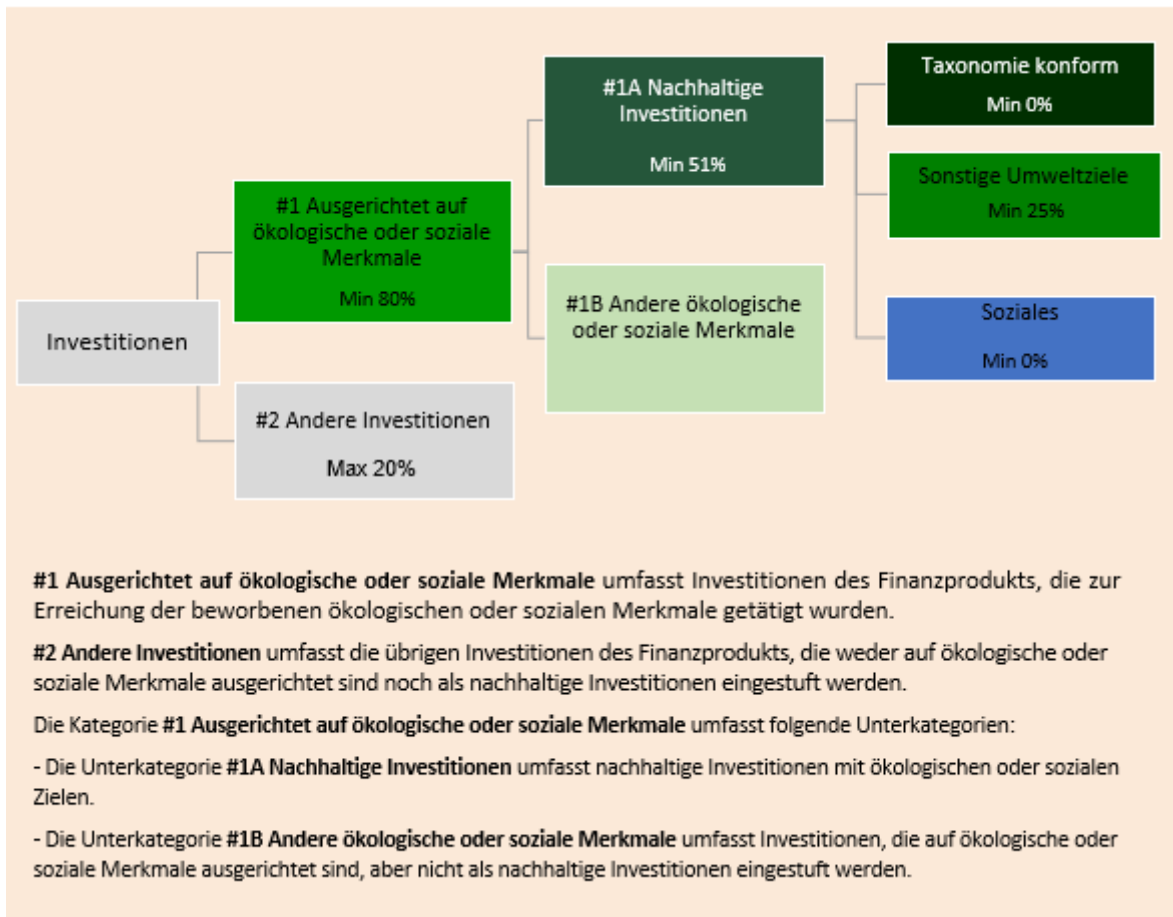 Investitionen
#1 Ausgerichtet auf
ökologische oder soziale
Merkmale
Min 80%
#2 Andere Investitionen
Max 20%
#1A Nachhaltige
Investitionen
Min 51%
#1B Andere ökologische
oder soziale Merkmale
Taxonomie konform
Min 0%
Sonstige Umweltziele
Min 25%
Soziales
Min 0%
#1 Ausgerichtet auf ökologische oder soziale Merkmale umfasst Investitionen des Finanzprodukts, die zur
Erreichung der beworbenen ökologischen oder sozialen Merkmale getätigt wurden.
#2 Andere Investitionen umfasst die übrigen Investitionen des Finanzprodukts, die weder auf ökologische oder
soziale Merkmale ausgerichtet sind noch als nachhaltige Investitionen eingestuft werden.
Die Kategorie #1 Ausgerichtet auf ökologische oder soziale Merkmale umfasst folgende Unterkategorien:
- Die Unterkategorie #1A Nachhaltige Investitionen umfasst nachhaltige Investitionen mit ökologischen oder sozialen
Zielen.
- Die Unterkategorie #1B Andere ökologische oder soziale Merkmale umfasst Investitionen, die auf ökologische oder
soziale Merkmale ausgerichtet sind, aber nicht als nachhaltige Investitionen eingestuft werden.